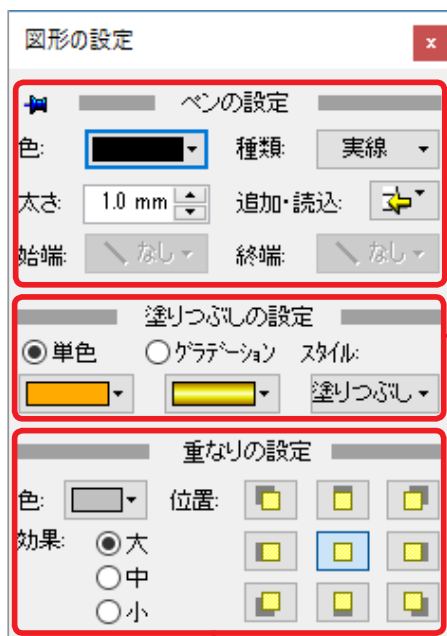 図形の設定
ペンの設定
色: 種類: 実線
太さ: 1.0 mm 追加・読込:
始端: なし 終端: なし
塗りつぶしの設定
単色 グラデーション スタイル:
塗りつぶし
重なりの設定
色: 位置:
効果: 大
中
小